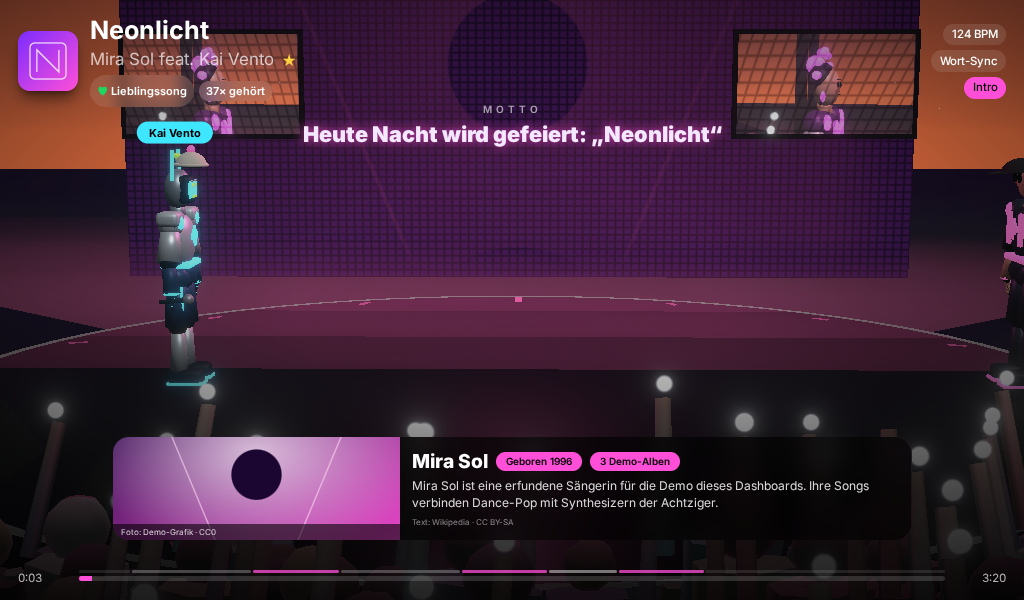 Neonlicht
Mira Sol feat. Kai Vento ★
Lieblingssong
37× gehört
124 BPM
Wort-Sync
Intro
MOTTO
Heute Nacht wird gefeiert: „Neonlicht“
Kai Vento
Mira Sol
Geboren 1996
3 Demo-Alben
Mira Sol ist eine erfundene Sängerin für die Demo dieses Dashboards. Ihre Songs
verbinden Dance-Pop mit Synthesizern der Achtziger.
Text: Wikipedia · CC BY-SA
Foto: Demo-Grafik · CC0
0:03
3:20